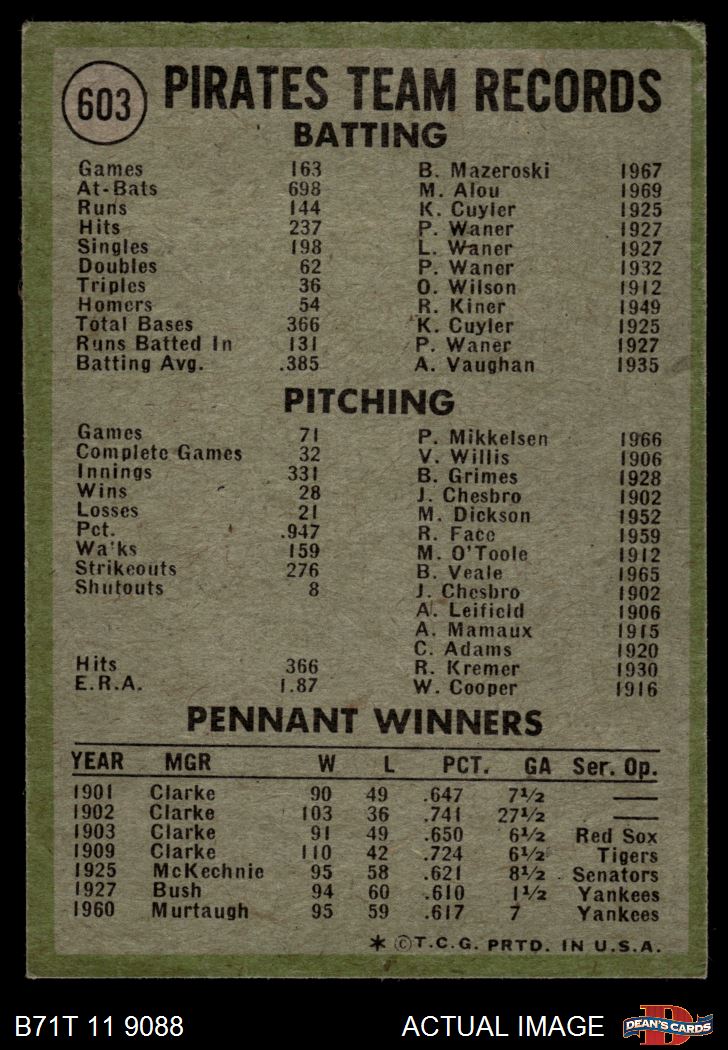 603 PIRATES TEAM RECORDS
BATTING
Games 163 B. Mazeroski 1967
At-Bats 698 M. Alou 1969
Runs 144 K. Cuyler 1925
Hits 237 P. Waner 1927
Singles 198 L. Waner 1927
Doubles 62 P. Waner 1932
Triples 36 O. Wilson 1912
Homers 54 R. Kiner 1949
Total Bases 366 K. Cuyler 1925
Runs Batted In 131 P. Waner 1927
Batting Avg. .385 A. Vaughan 1935
PITCHING
Games 71 P. Mikkelsen 1966
Complete Games 32 V. Willis 1906
Innings 331 B. Grimes 1928
Wins 28 J. Chesbro 1902
Losses 21 M. Dickson 1952
Pct. .947 R. Face 1959
Walks 159 M. O'Toole 1912
Strikeouts 276 B. Veale 1965
Shutouts 8 J. Chesbro 1902
A. Leifield 1906
A. Mamaux 1915
C. Adams 1920
Hits 366 R. Kremer 1930
E.R.A. 1.87 W. Cooper 1916
PENNANT WINNERS
YEAR MGR W L PCT. GA Ser. Op.
1901 Clarke 90 49 .647 7½ ——
1902 Clarke 103 36 .741 27½ ——
1903 Clarke 91 49 .650 6½ Red Sox
1909 Clarke 110 42 .724 6½ Tigers
1925 McKechnie 95 58 .621 8½ Senators
1927 Bush 94 60 .610 1½ Yankees
1960 Murtaugh 95 59 .617 7 Yankees
* ©T.C.G. PRTD. IN U.S.A.
B71T 11 9088 ACTUAL IMAGE DEAN'S CARDS